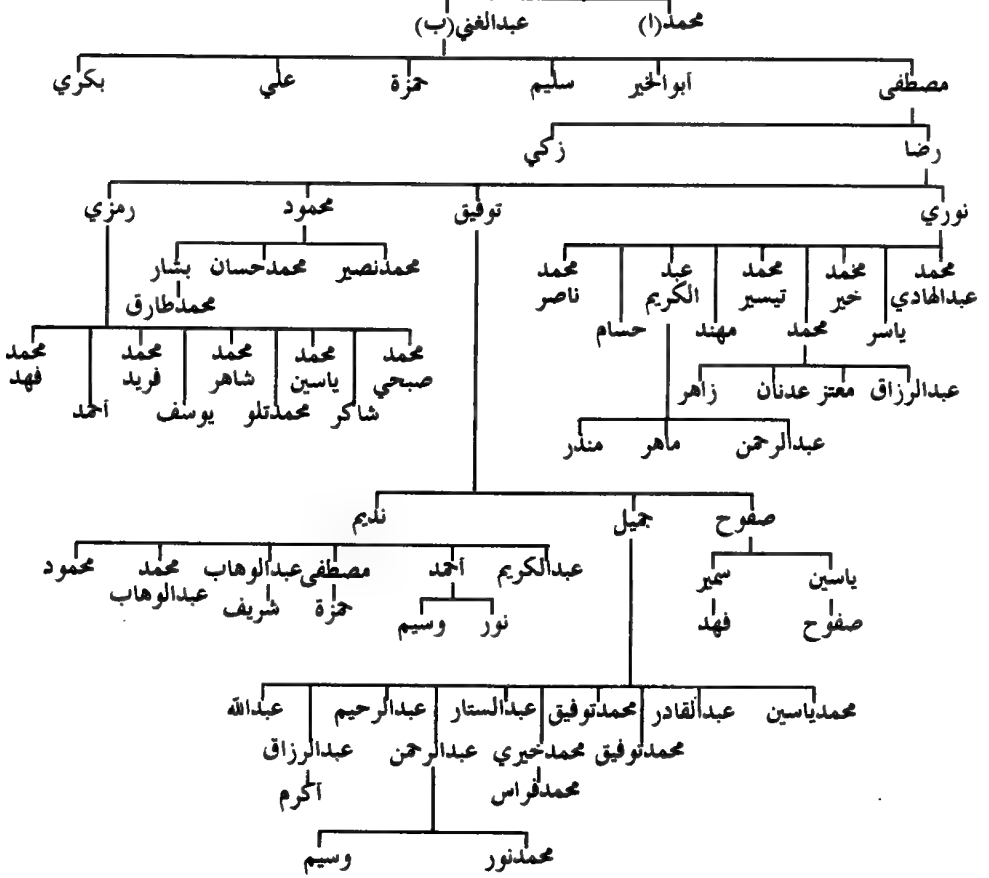 محمد(ا) عبدالغني(ب)
مصطفى أبوالخير سليم حمزة علي بكري
رضا زكي
نوري توفيق محمود رمزي
محمد عبدالهادي ياسر محمد خير محمد محمد تيسير مهند عبد الكريم حسام محمد ناصر
محمدنصير محمدحسان بشار
محمدطارق
عبدالرزاق معتز عدنان زاهر
عبدالرحمن ماهر منذر
محمد صبحي شاكر محمد ياسين محمدتلو محمد شاهر يوسف محمد فريد أحمد محمد فهد
صفوح جميل نديم
ياسين سمير
صفوح فهد
عبدالكريم أحمد مصطفى عبدالوهاب محمد عبدالوهاب محمود
نور وسيم حمزة شريف
محمدياسين عبدالقادر محمدتوفيق عبدالستار عبدالرحيم عبدالله
محمدتوفيق محمدخيري عبدالرحمن عبدالرزاق
محمدفراس أكرم
محمدنور وسيم